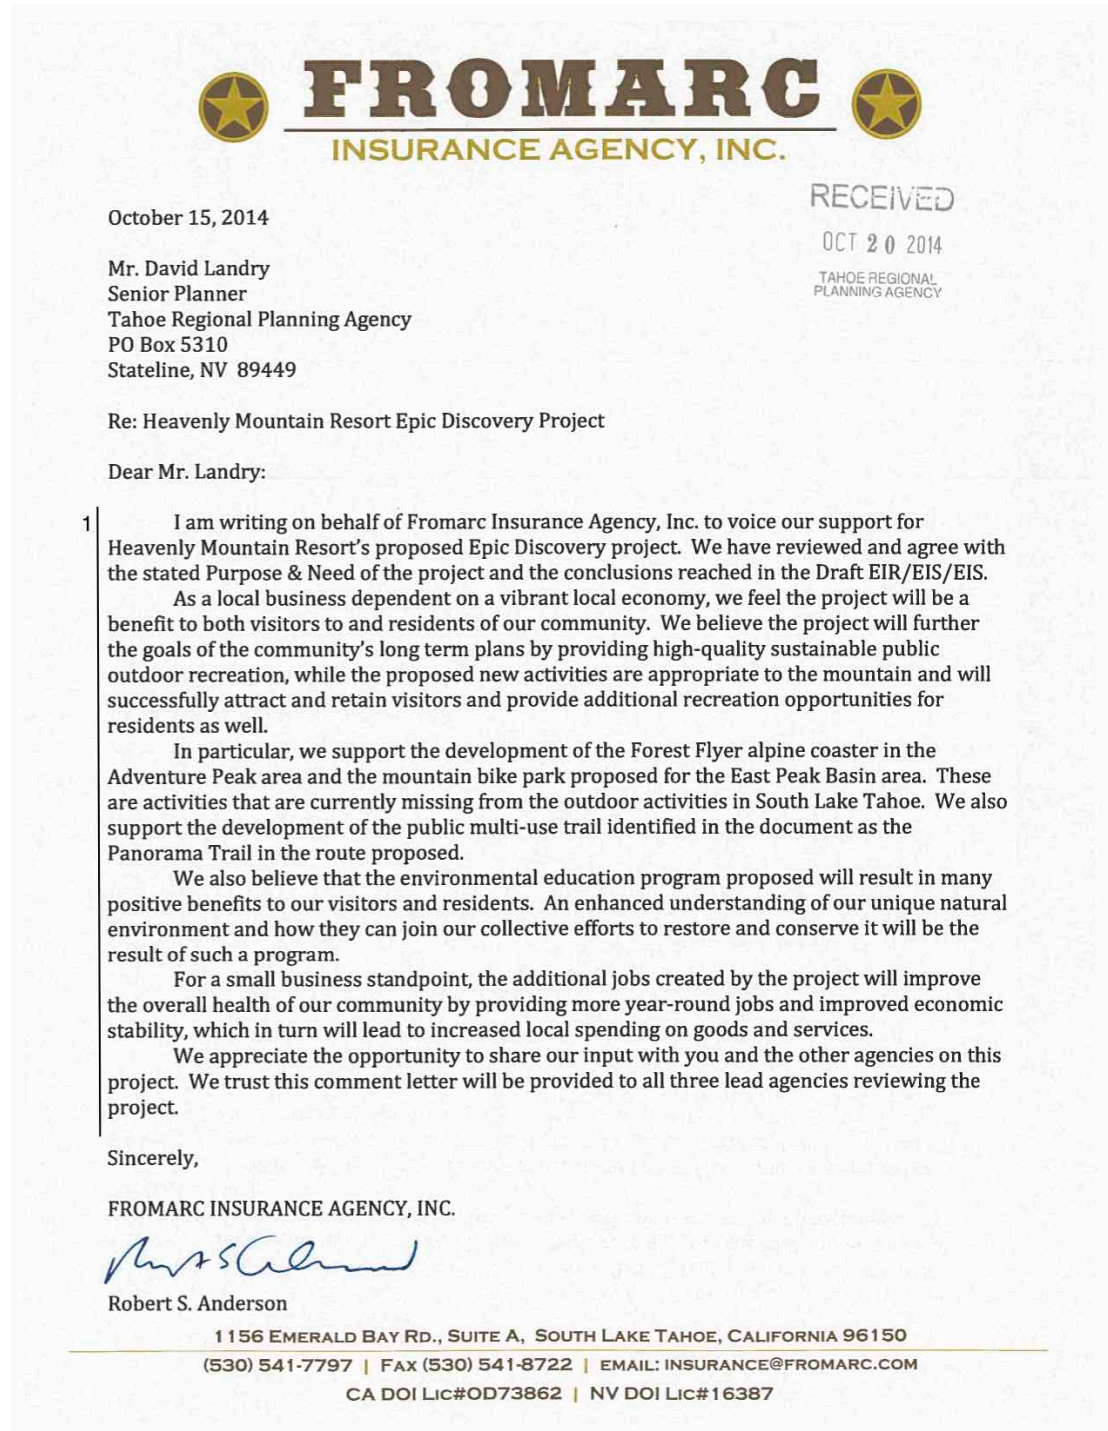 FROMARC
INSURANCE AGENCY, INC.
RECEIVED
October 15, 2014
OCT 20 2014
TAHOE REGIONAL
PLANNING AGENCY
Mr. David Landry
Senior Planner
Tahoe Regional Planning Agency
PO Box 5310
Stateline, NV 89449
Re: Heavenly Mountain Resort Epic Discovery Project
Dear Mr. Landry:
1
I am writing on behalf of Fromarc Insurance Agency, Inc. to voice our support for
Heavenly Mountain Resort's proposed Epic Discovery project. We have reviewed and agree with
the stated Purpose & Need of the project and the conclusions reached in the Draft EIR/EIS/EIS.
As a local business dependent on a vibrant local economy, we feel the project will be a
benefit to both visitors to and residents of our community. We believe the project will further
the goals of the community's long term plans by providing high-quality sustainable public
outdoor recreation, while the proposed new activities are appropriate to the mountain and will
successfully attract and retain visitors and provide additional recreation opportunities for
residents as well.
In particular, we support the development of the Forest Flyer alpine coaster in the
Adventure Peak area and the mountain bike park proposed for the East Peak Basin area. These
are activities that are currently missing from the outdoor activities in South Lake Tahoe. We also
support the development of the public multi-use trail identified in the document as the
Panorama Trail in the route proposed.
We also believe that the environmental education program proposed will result in many
positive benefits to our visitors and residents. An enhanced understanding of our unique natural
environment and how they can join our collective efforts to restore and conserve it will be the
result of such a program.
For a small business standpoint, the additional jobs created by the project will improve
the overall health of our community by providing more year-round jobs and improved economic
stability, which in turn will lead to increased local spending on goods and services.
We appreciate the opportunity to share our input with you and the other agencies on this
project. We trust this comment letter will be provided to all three lead agencies reviewing the
project.
Sincerely,
FROMARC INSURANCE AGENCY, INC.
Robert S. Anderson
1156 EMERALD BAY RD., SUITE A, SOUTH LAKE TAHOE, CALIFORNIA 96150
(530) 541-7797 | FAX (530) 541-8722 | EMAIL: INSURANCE@FROMARC.COM
CA DOI LIC#OD73862 | NV DOI LIC#16387